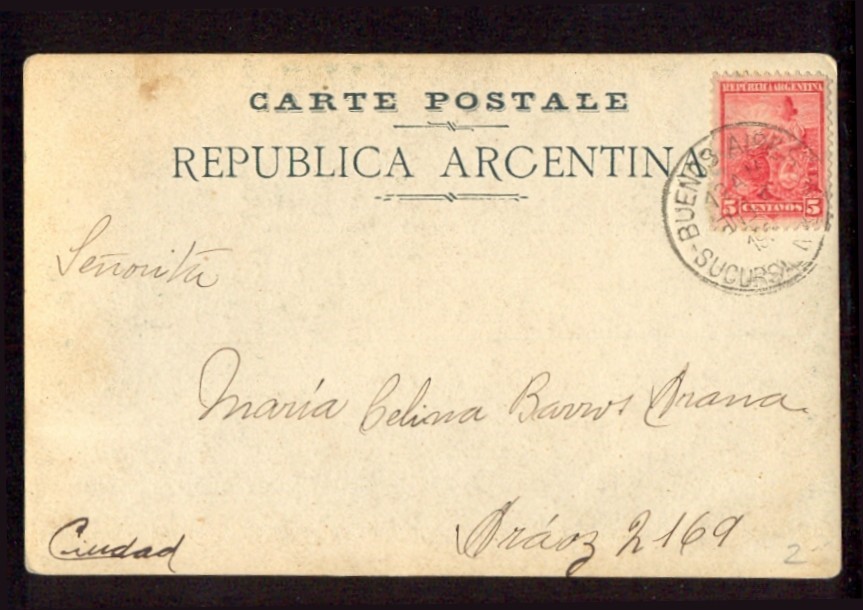 CARTE POSTALE
REPUBLICA ARGENTINA
REPÚBLICA ARGENTINA
5 CENTAVOS 5
BUENOS AIRES
SUCURSAL
Señorita
María Celina Barros Arana
Aráoz 2169
Ciudad
2